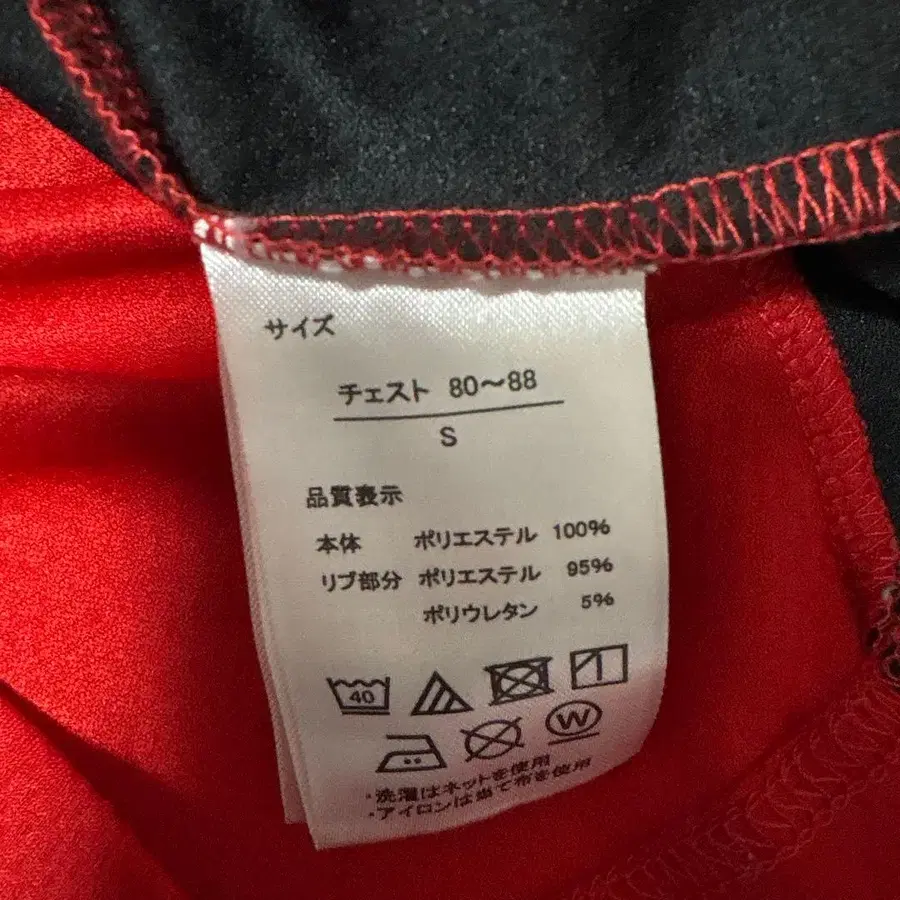 サイズ
チェスト 80〜88
S
品質表示
本体 ポリエステル 100%
リブ部分 ポリエステル 95%
ポリウレタン 5%
40
W
・洗濯はネットを使用
・アイロンは当て布を使用